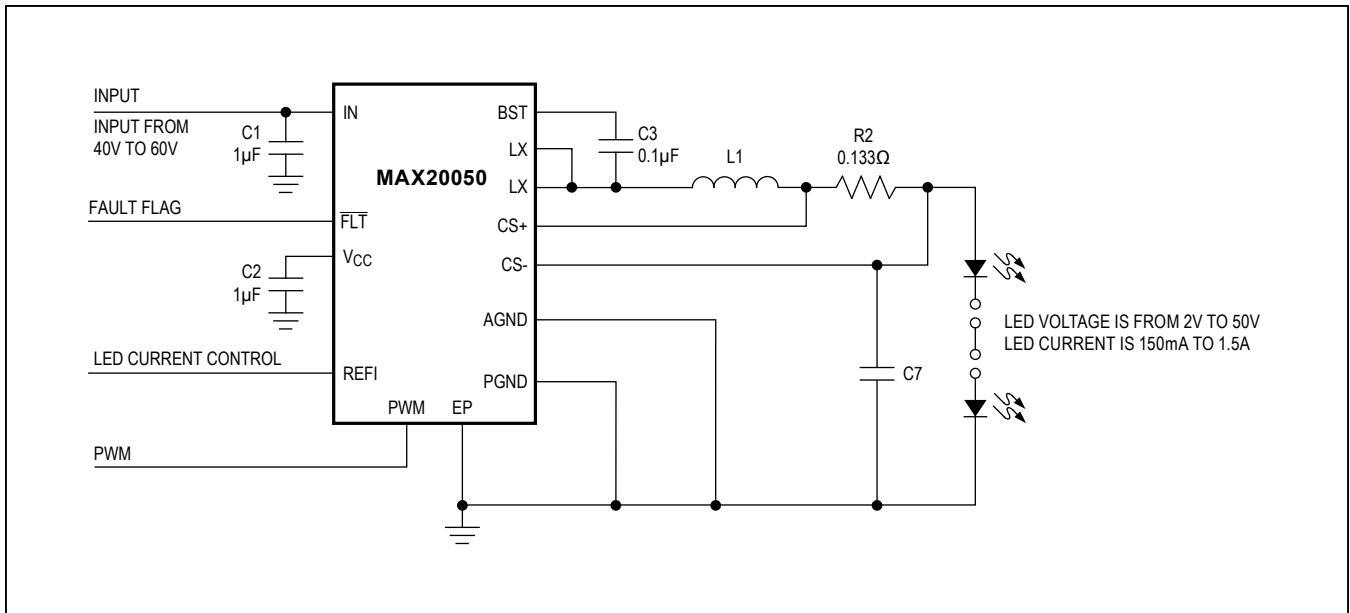 INPUT
INPUT FROM
40V TO 60V
C1
1µF
IN
FAULT FLAG
FLT
VCC
C2
1µF
LED CURRENT CONTROL
REFI
PWM
PWM
EP
MAX20050
BST
LX
LX
CS+
CS-
AGND
PGND
C3
0.1µF
L1
R2
0.133Ω
C7
LED VOLTAGE IS FROM 2V TO 50V
LED CURRENT IS 150mA TO 1.5A